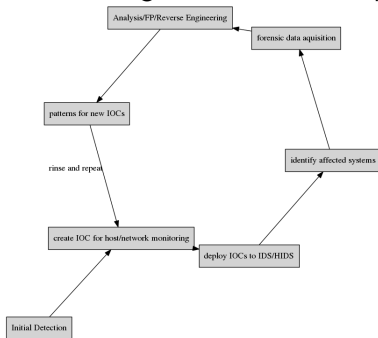 Analysis/FP/Reverse Engineering
forensic data aquisition
patterns for new IOCs
identify affected systems
rinse and repeat
create IOC for host/network monitoring
deploy IOCs to IDS/HIDS
Initial Detection